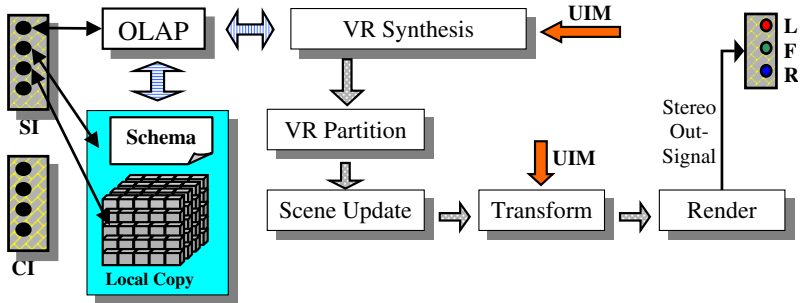 OLAP
VR Synthesis
UIM
L
F
R
SI
Schema
VR Partition
Stereo
Out-
Signal
UIM
Scene Update
Transform
Render
CI
Local Copy